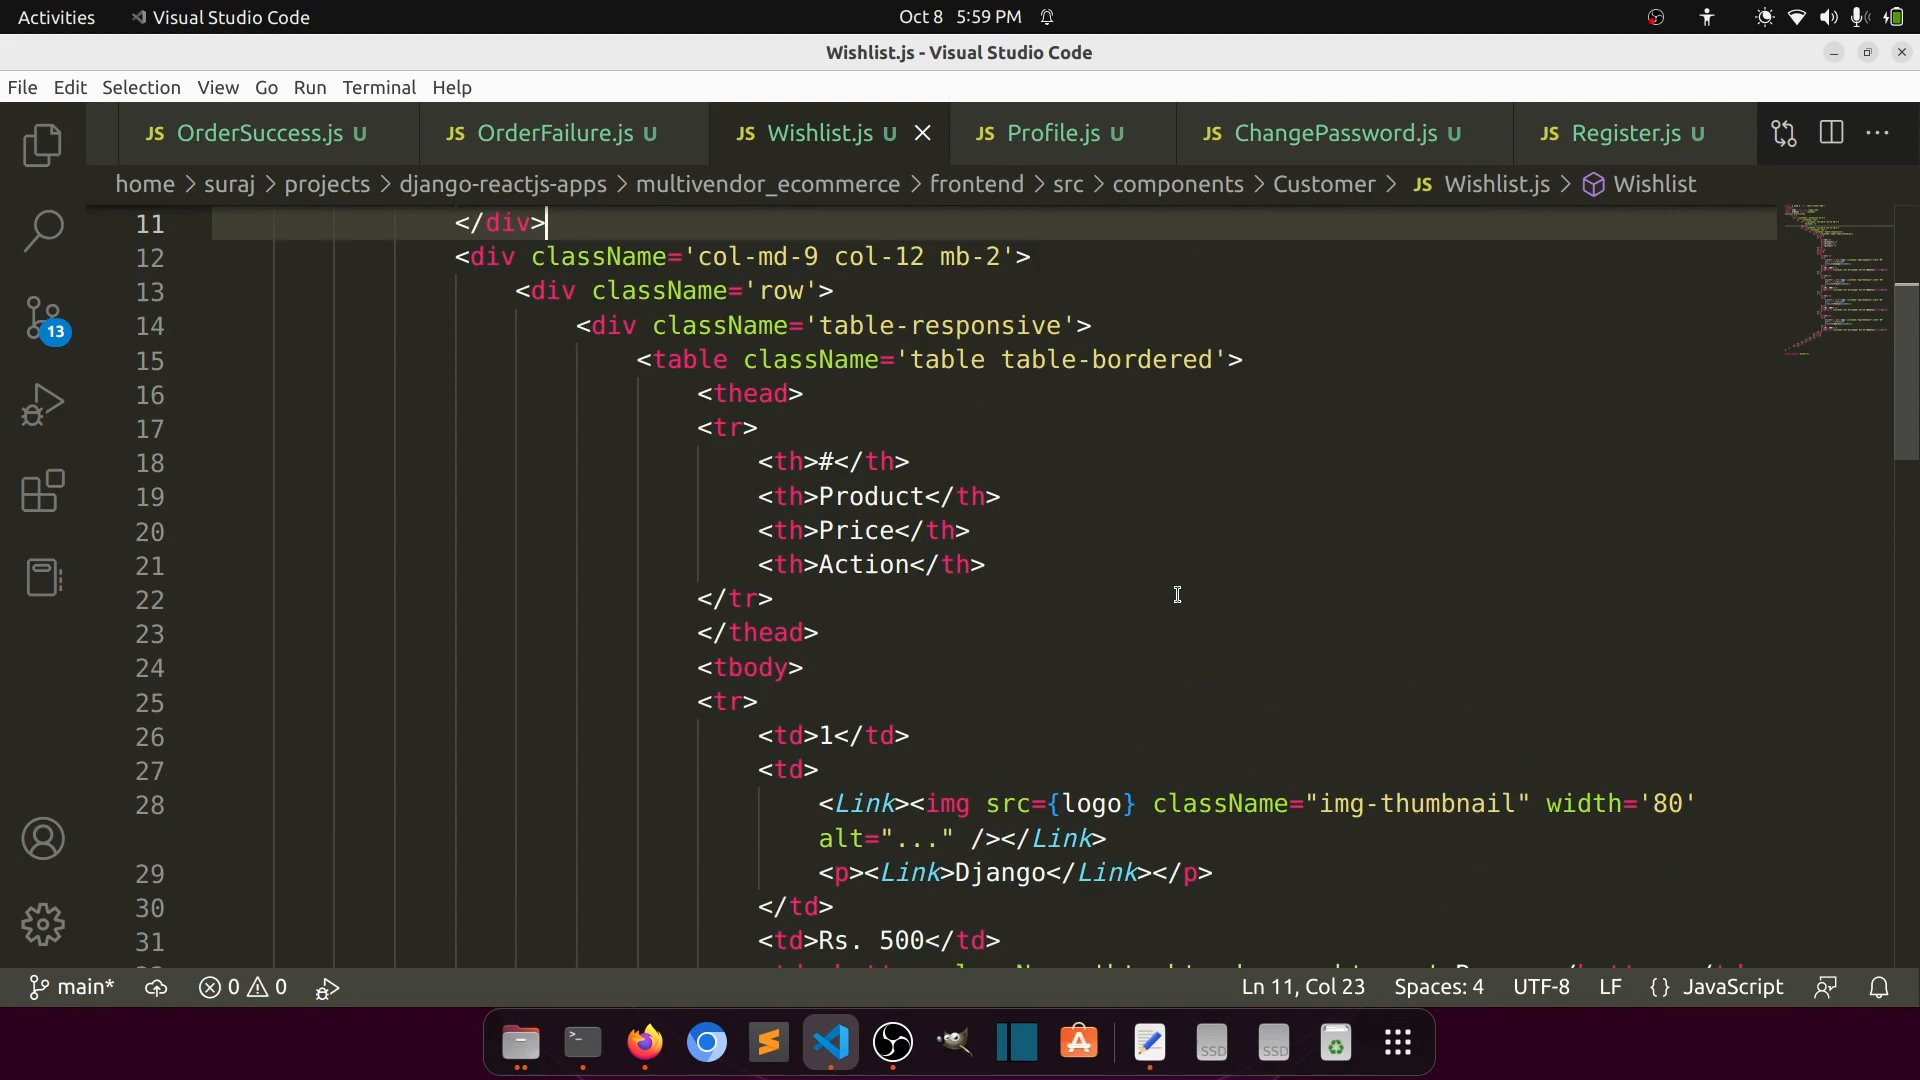 Activities Visual Studio Code Oct 8 5:59 PM
Wishlist.js - Visual Studio Code
File Edit Selection View Go Run Terminal Help
JS OrderSuccess.js U JS OrderFailure.js U JS Wishlist.js U JS Profile.js U JS ChangePassword.js U JS Register.js U
home > suraj > projects > django-reactjs-apps > multivendor_ecommerce > frontend > src > components > Customer > JS Wishlist.js > Wishlist
11 </div>
12 <div className='col-md-9 col-12 mb-2'>
13 <div className='row'>
14 <div className='table-responsive'>
15 <table className='table table-bordered'>
16 <thead>
17 <tr>
18 <th>#</th>
19 <th>Product</th>
20 <th>Price</th>
21 <th>Action</th>
22 </tr>
23 </thead>
24 <tbody>
25 <tr>
26 <td>1</td>
27 <td>
28 <Link><img src={logo} className="img-thumbnail" width='80'
alt="..." /></Link>
29 <p><Link>Django</Link></p>
30 </td>
31 <td>Rs. 500</td>
13
main* 0 0 Ln 11, Col 23 Spaces: 4 UTF-8 LF {} JavaScript
SSD SSD